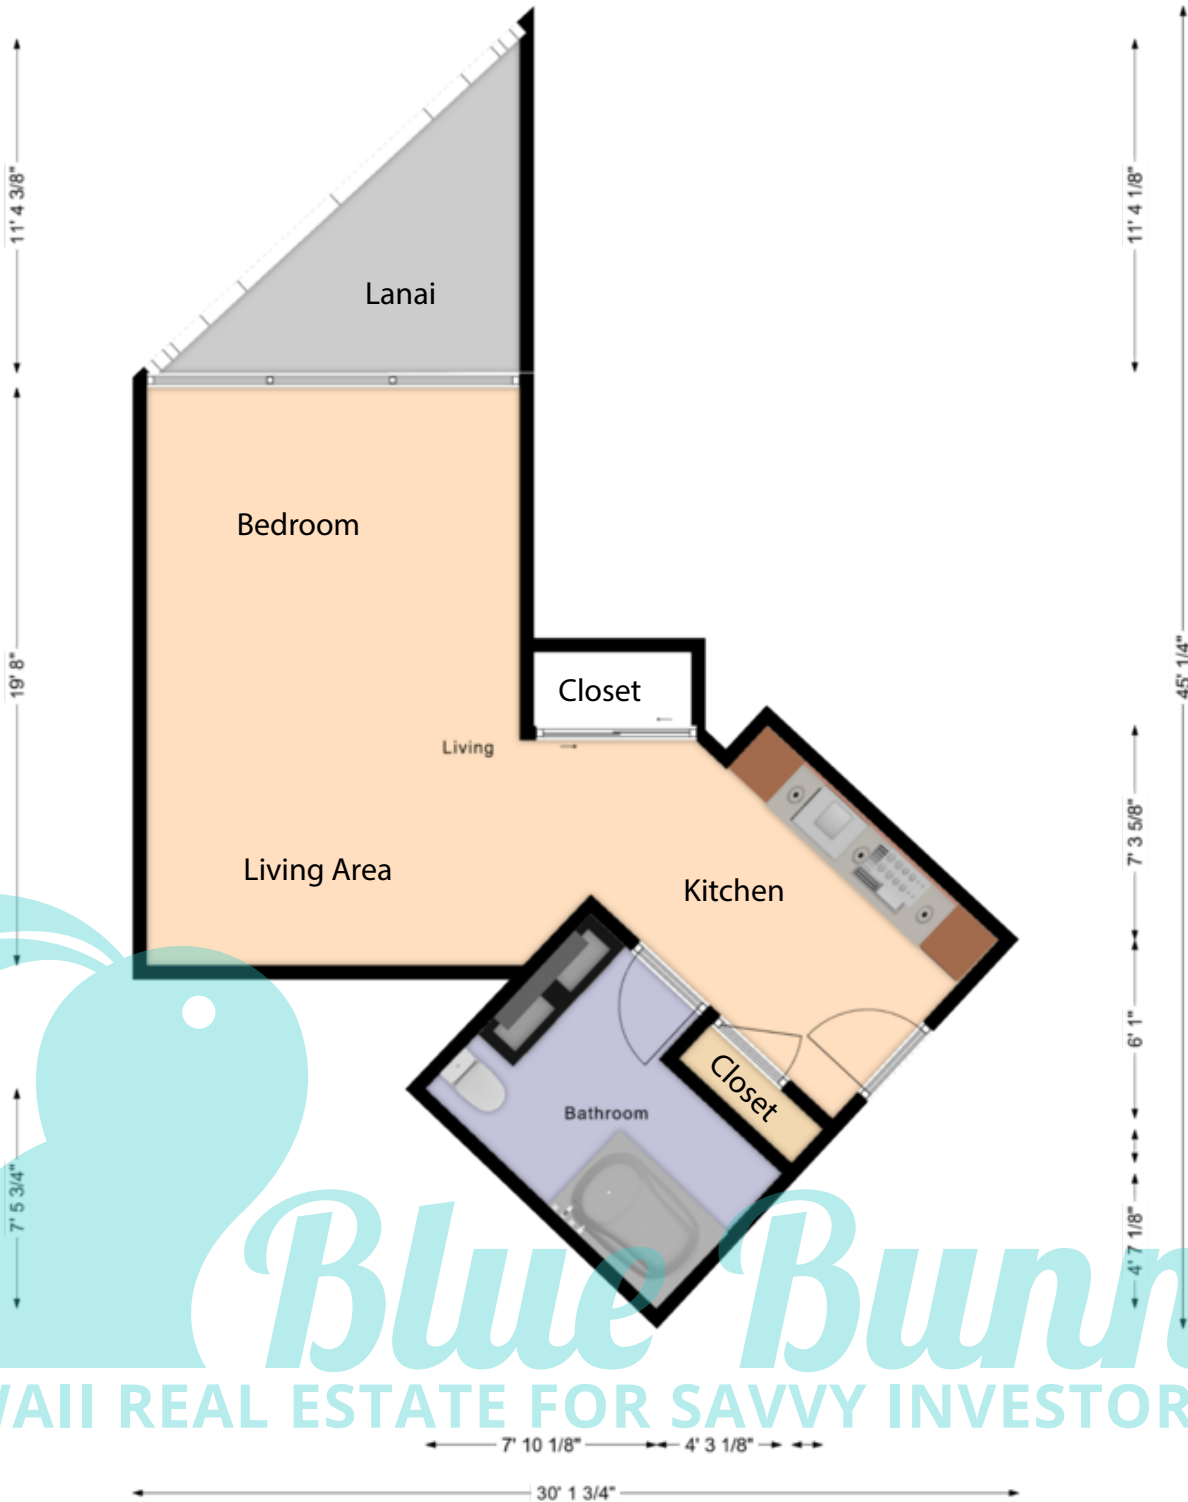 11' 4 3/8"
11' 4 1/8"
Lanai
Bedroom
19' 8"
45' 1/4"
Closet
Living
Living Area
Kitchen
7' 3 5/8"
6' 1"
Closet
Bathroom
7' 5 3/4"
4' 7 1/8"
Blue Bunn
WAII REAL ESTATE FOR SAVVY INVESTOR
7' 10 1/8"
4' 3 1/8"
30' 1 3/4"